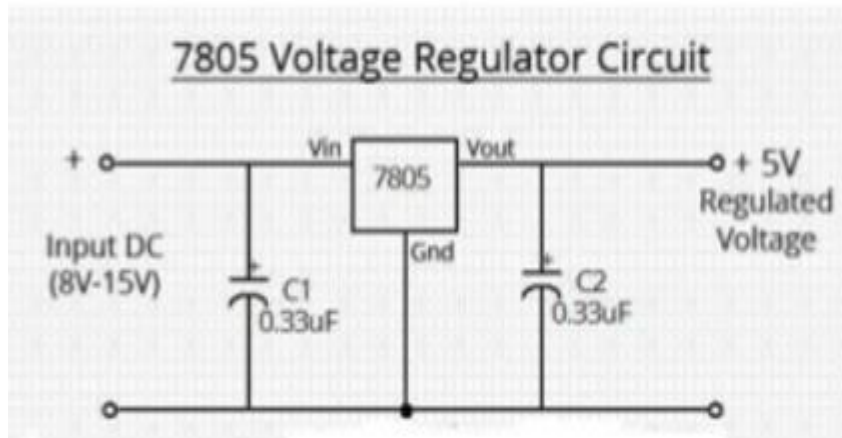 7805 Voltage Regulator Circuit
+
Vin
7805
Vout
Gnd
+ 5V
Regulated
Voltage
Input DC
(8V-15V)
+
C1
0.33uF
+
C2
0.33uF